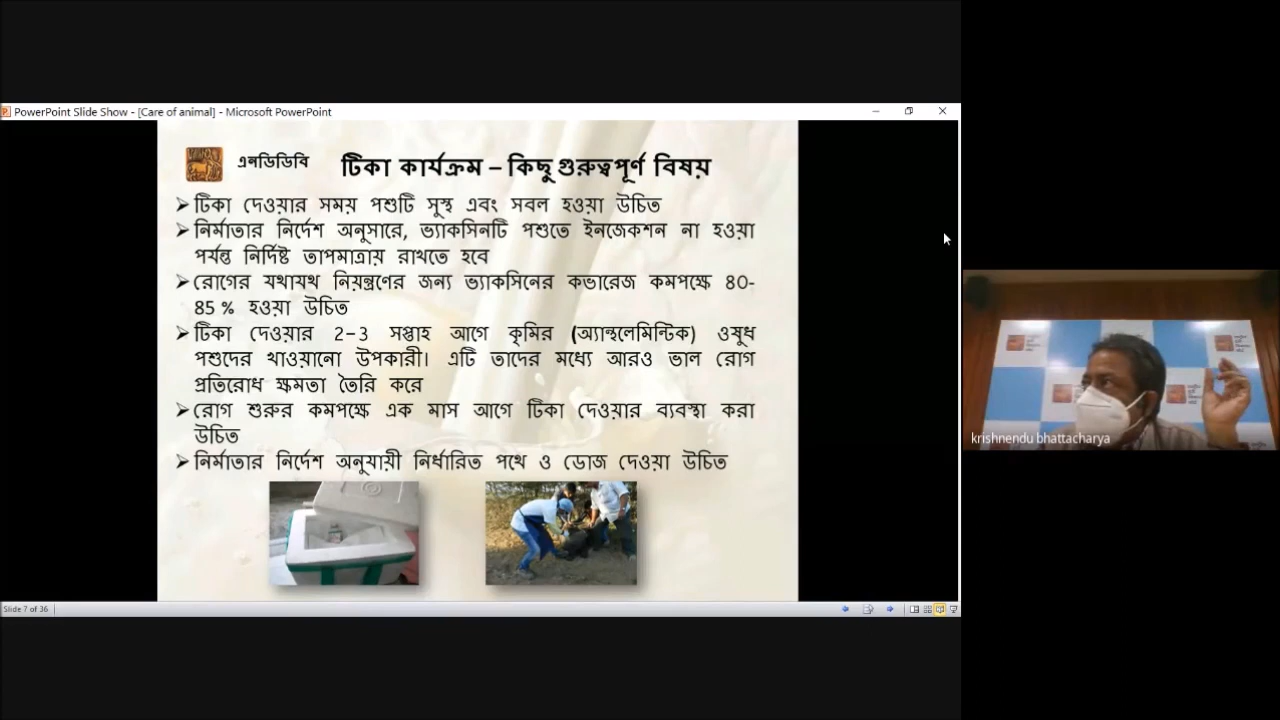 PowerPoint Slide Show - [Care of animal] - Microsoft PowerPoint
এনডিডিবি
টিকা কার্যক্রম – কিছু গুরুত্বপূর্ণ বিষয়
➢ টিকা দেওয়ার সময় পশুটি সুস্থ এবং সবল হওয়া উচিত
➢ নির্মাতার নির্দেশ অনুসারে, ভ্যাকসিনটি পশুতে ইনজেকশন না হওয়া
পর্যন্ত নির্দিষ্ট তাপমাত্রায় রাখতে হবে
➢ রোগের যথাযথ নিয়ন্ত্রণের জন্য ভ্যাকসিনের কভারেজ কমপক্ষে ৪0-
85 % হওয়া উচিত
➢ টিকা দেওয়ার 2–3 সপ্তাহ আগে কৃমির (অ্যান্থলেমিন্টিক) ওষুধ
পশুদের খাওয়ানো উপকারী। এটি তাদের মধ্যে আরও ভাল রোগ
প্রতিরোধ ক্ষমতা তৈরি করে
➢ রোগ শুরুর কমপক্ষে এক মাস আগে টিকা দেওয়ার ব্যবস্থা করা
উচিত
➢ নির্মাতার নির্দেশ অনুযায়ী নির্ধারিত পথে ও ডোজ দেওয়া উচিত
Slide 7 of 36
krishnendu bhattacharya